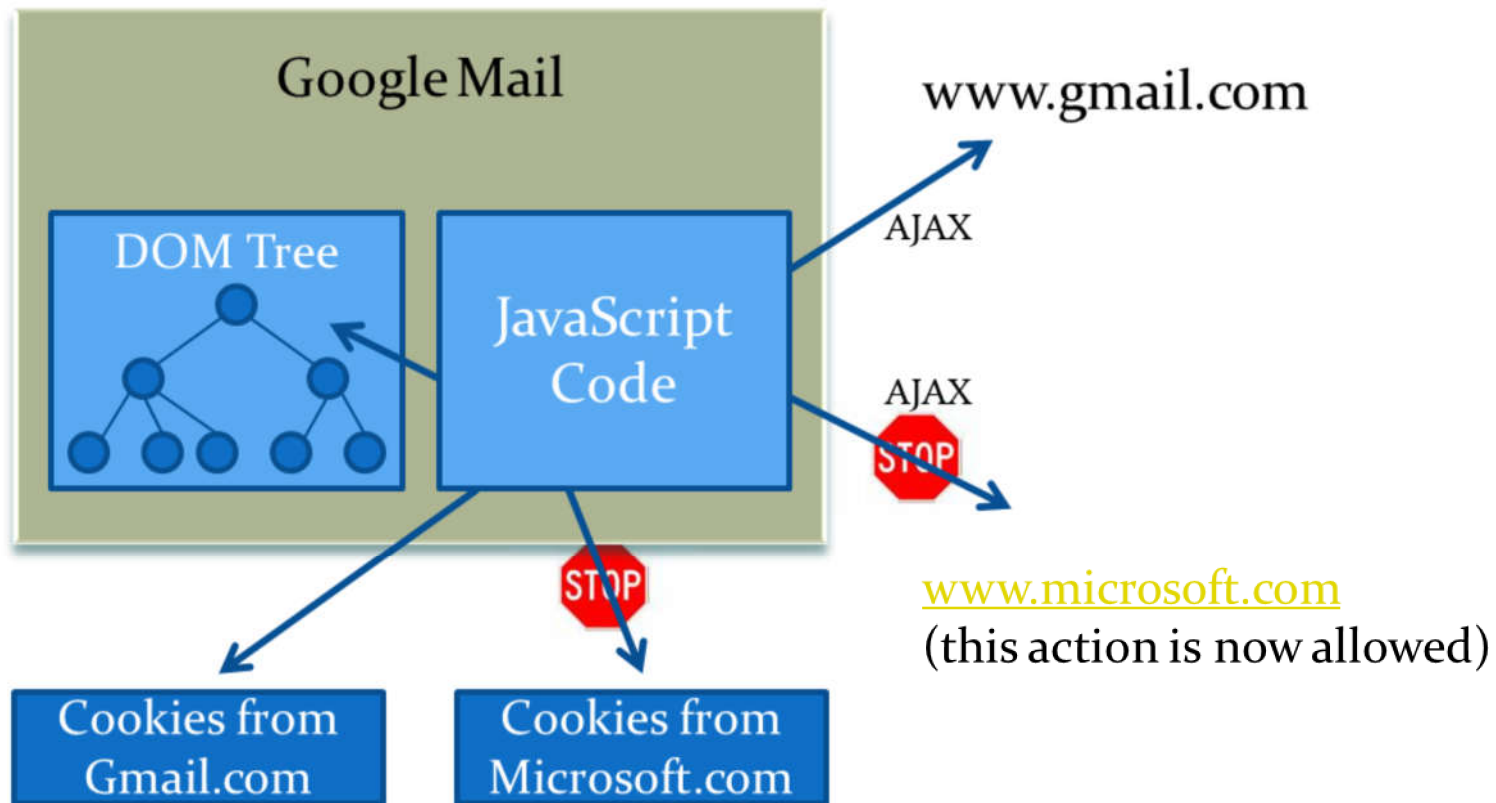 Google Mail
www.gmail.com
DOM Tree
JavaScript
Code
AJAX
AJAX
STOP
STOP
www.microsoft.com
(this action is now allowed)
Cookies from
Gmail.com
Cookies from
Microsoft.com